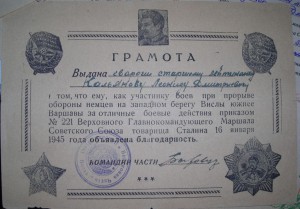 ГРАМОТА
Выдана гвардии старшему лейтенанту
Леониду Дмитриевичу
в том, что ему, как участнику боев при прорыве
обороны немцев на западном берегу Вислы южнее
Варшавы за отличные боевые действия приказом
№ 221 Верховного Главнокомандующего Маршала
Советского Союза товарища Сталина 16 января
1945 года объявлена благодарность.
КОМАНДИР ЧАСТИ